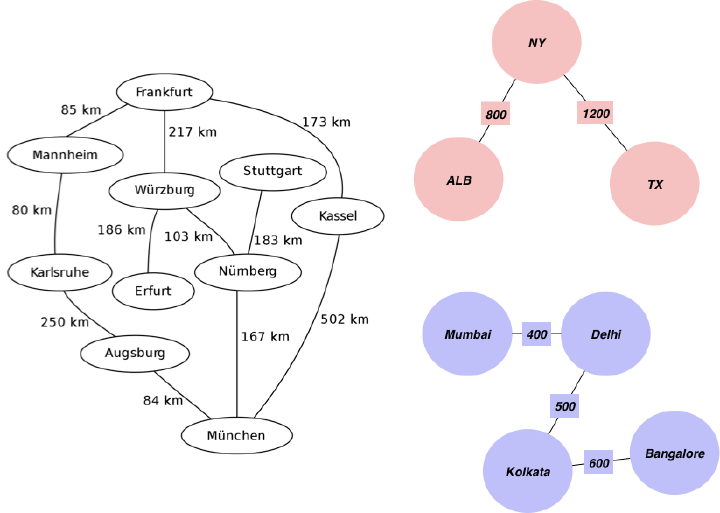 Frankfurt
85 km
173 km
217 km
Mannheim
Stuttgart
Würzburg
Kassel
80 km
186 km
103 km
183 km
Karlsruhe
Erfurt
Nürnberg
250 km
502 km
167 km
Augsburg
84 km
München
NY
800
1200
ALB
TX
Mumbai
400
Delhi
500
Kolkata
600
Bangalore